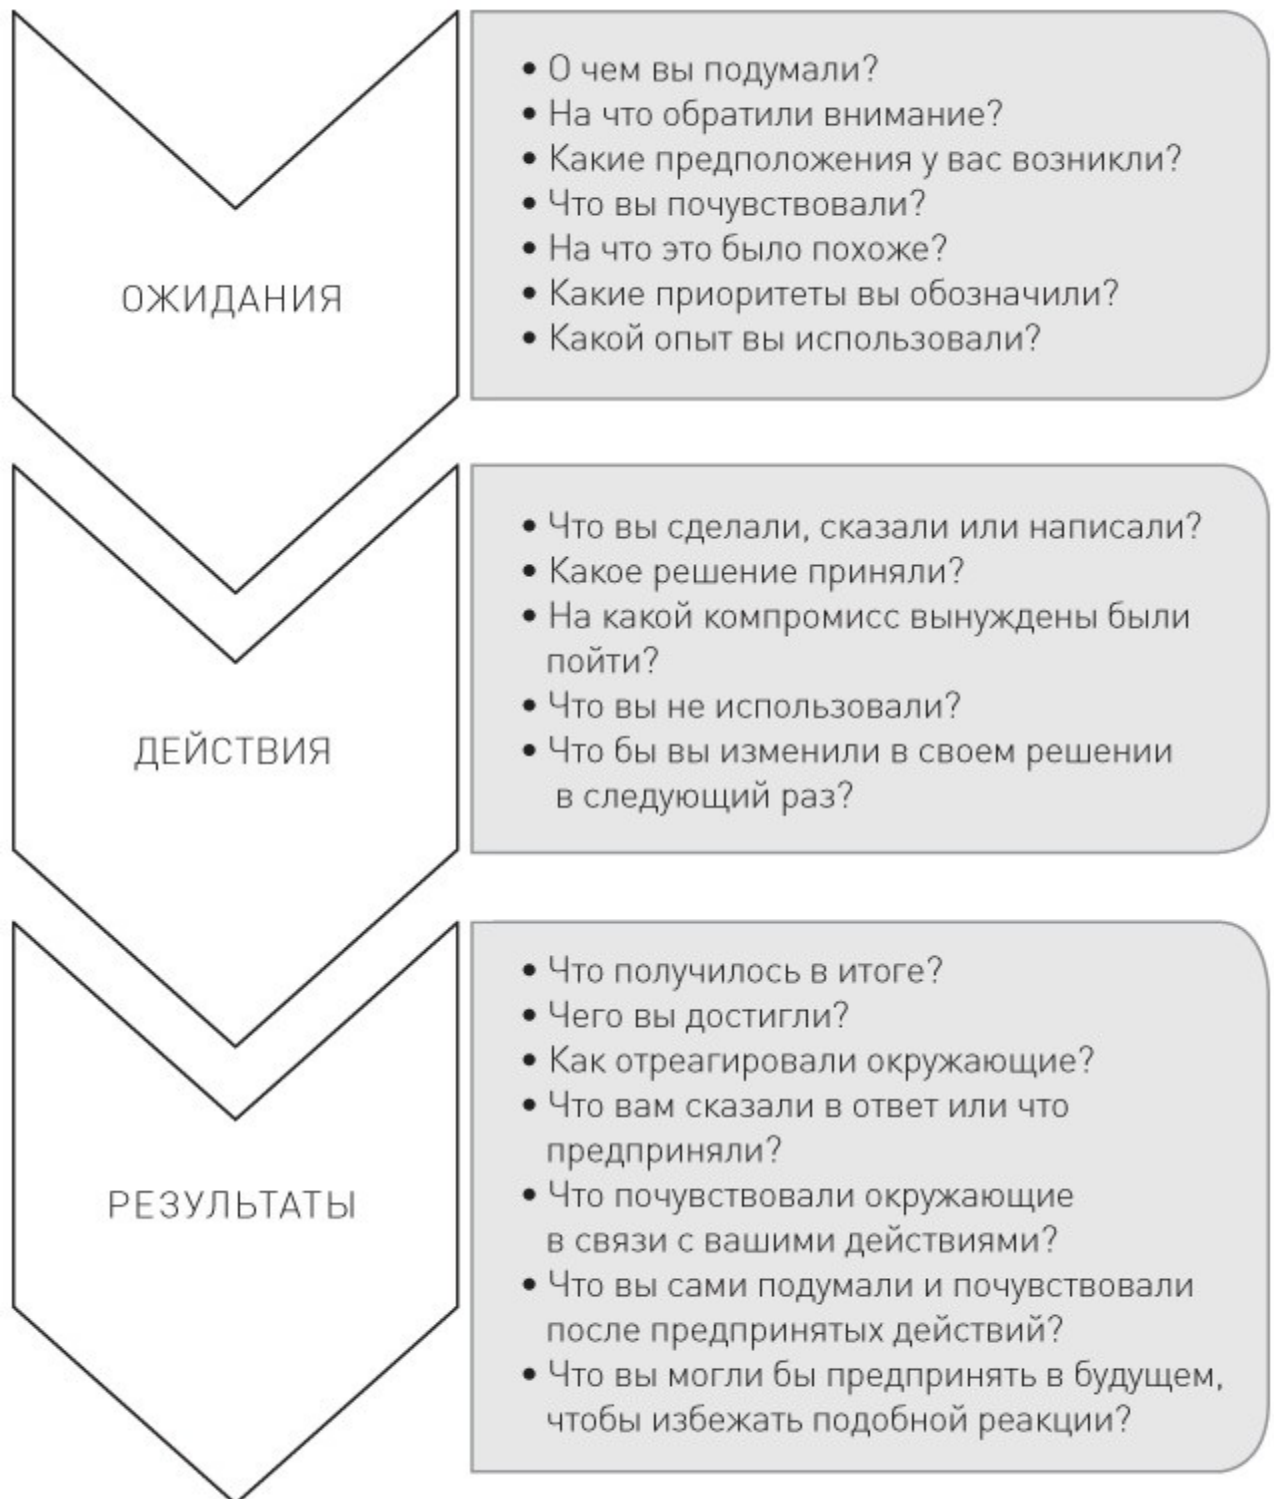 ОЖИДАНИЯ
• О чем вы подумали?
• На что обратили внимание?
• Какие предположения у вас возникли?
• Что вы почувствовали?
• На что это было похоже?
• Какие приоритеты вы обозначили?
• Какой опыт вы использовали?
ДЕЙСТВИЯ
• Что вы сделали, сказали или написали?
• Какое решение приняли?
• На какой компромисс вынуждены были
пойти?
• Что вы не использовали?
• Что бы вы изменили в своем решении
в следующий раз?
РЕЗУЛЬТАТЫ
• Что получилось в итоге?
• Чего вы достигли?
• Как отреагировали окружающие?
• Что вам сказали в ответ или что
предприняли?
• Что почувствовали окружающие
в связи с вашими действиями?
• Что вы сами подумали и почувствовали
после предпринятых действий?
• Что вы могли бы предпринять в будущем,
чтобы избежать подобной реакции?